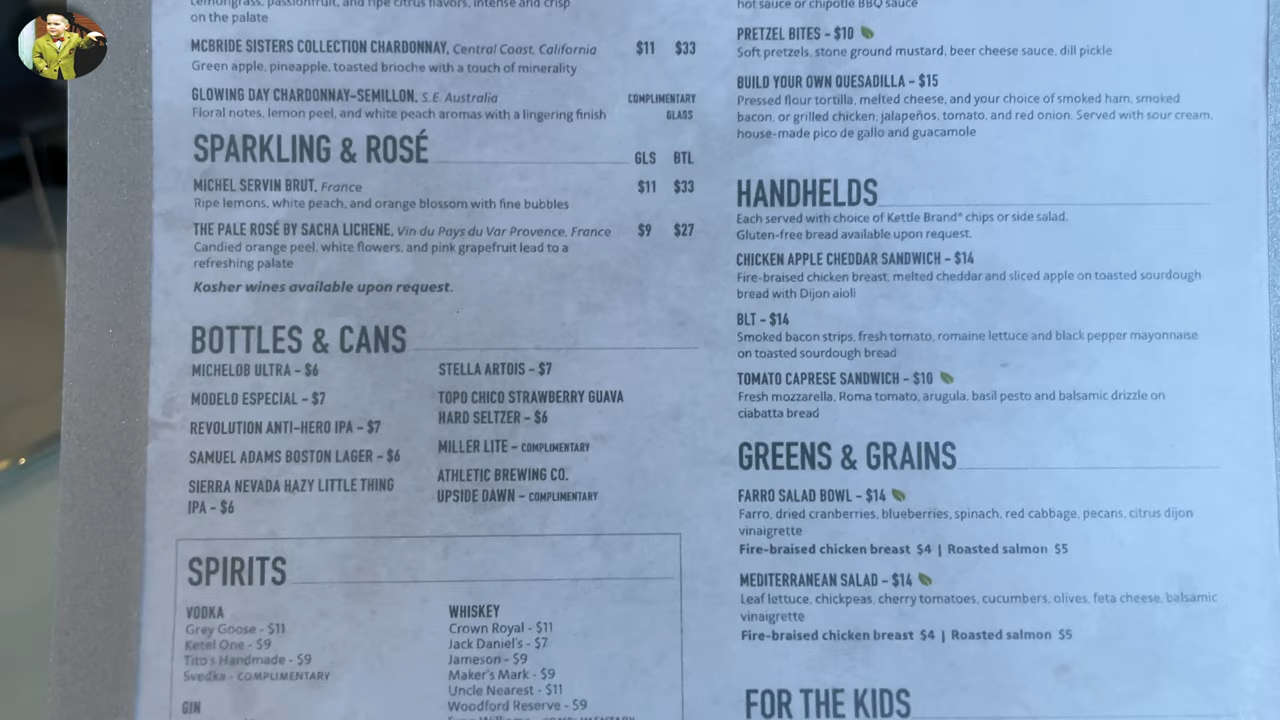 Lemongrass, passionfruit, and ripe citrus flavors, intense and crisp
on the palate
MCBRIDE SISTERS COLLECTION CHARDONNAY, Central Coast, California $11 $33
Green apple, pineapple, toasted brioche with a touch of minerality
GLOWING DAY CHARDONNAY-SEMILLON, S.E. Australia COMPLIMENTARY
Floral notes, lemon peel, and white peach aromas with a lingering finish GLASS
SPARKLING & ROSÉ GLS BTL
MICHEL SERVIN BRUT, France $11 $33
Ripe lemons, white peach, and orange blossom with fine bubbles
THE PALE ROSÉ BY SACHA LICHENE, Vin du Pays du Var Provence, France $9 $27
Candied orange peel, white flowers, and pink grapefruit lead to a
refreshing palate
Kosher wines available upon request.
BOTTLES & CANS
MICHELOB ULTRA - $6
MODELO ESPECIAL - $7
REVOLUTION ANTI-HERO IPA - $7
SAMUEL ADAMS BOSTON LAGER - $6
SIERRA NEVADA HAZY LITTLE THING
IPA - $6
STELLA ARTOIS - $7
TOPO CHICO STRAWBERRY GUAVA
HARD SELTZER - $6
MILLER LITE - COMPLIMENTARY
ATHLETIC BREWING CO.
UPSIDE DAWN - COMPLIMENTARY
SPIRITS
VODKA
Grey Goose - $11
Ketel One - $9
Tito's Handmade - $9
Svedka - COMPLIMENTARY
GIN
WHISKEY
Crown Royal - $11
Jack Daniel's - $7
Jameson - $9
Maker's Mark - $9
Uncle Nearest - $11
Woodford Reserve - $9
hot sauce or chipotle BBQ sauce
PRETZEL BITES - $10
Soft pretzels, stone ground mustard, beer cheese sauce, dill pickle
BUILD YOUR OWN QUESADILLA - $15
Pressed flour tortilla, melted cheese, and your choice of smoked ham, smoked
bacon, or grilled chicken, jalapeños, tomato, and red onion. Served with sour cream,
house-made pico de gallo and guacamole
HANDHELDS
Each served with choice of Kettle Brand® chips or side salad.
Gluten-free bread available upon request.
CHICKEN APPLE CHEDDAR SANDWICH - $14
Fire-braised chicken breast, melted cheddar and sliced apple on toasted sourdough
bread with Dijon aioli
BLT - $14
Smoked bacon strips, fresh tomato, romaine lettuce and black pepper mayonnaise
on toasted sourdough bread
TOMATO CAPRESE SANDWICH - $10
Fresh mozzarella, Roma tomato, arugula, basil pesto and balsamic drizzle on
ciabatta bread
GREENS & GRAINS
FARRO SALAD BOWL - $14
Farro, dried cranberries, blueberries, spinach, red cabbage, pecans, citrus dijon
vinaigrette
Fire-braised chicken breast $4 | Roasted salmon $5
MEDITERRANEAN SALAD - $14
Leaf lettuce, chickpeas, cherry tomatoes, cucumbers, olives, feta cheese, balsamic
vinaigrette
Fire-braised chicken breast $4 | Roasted salmon $5
FOR THE KIDS